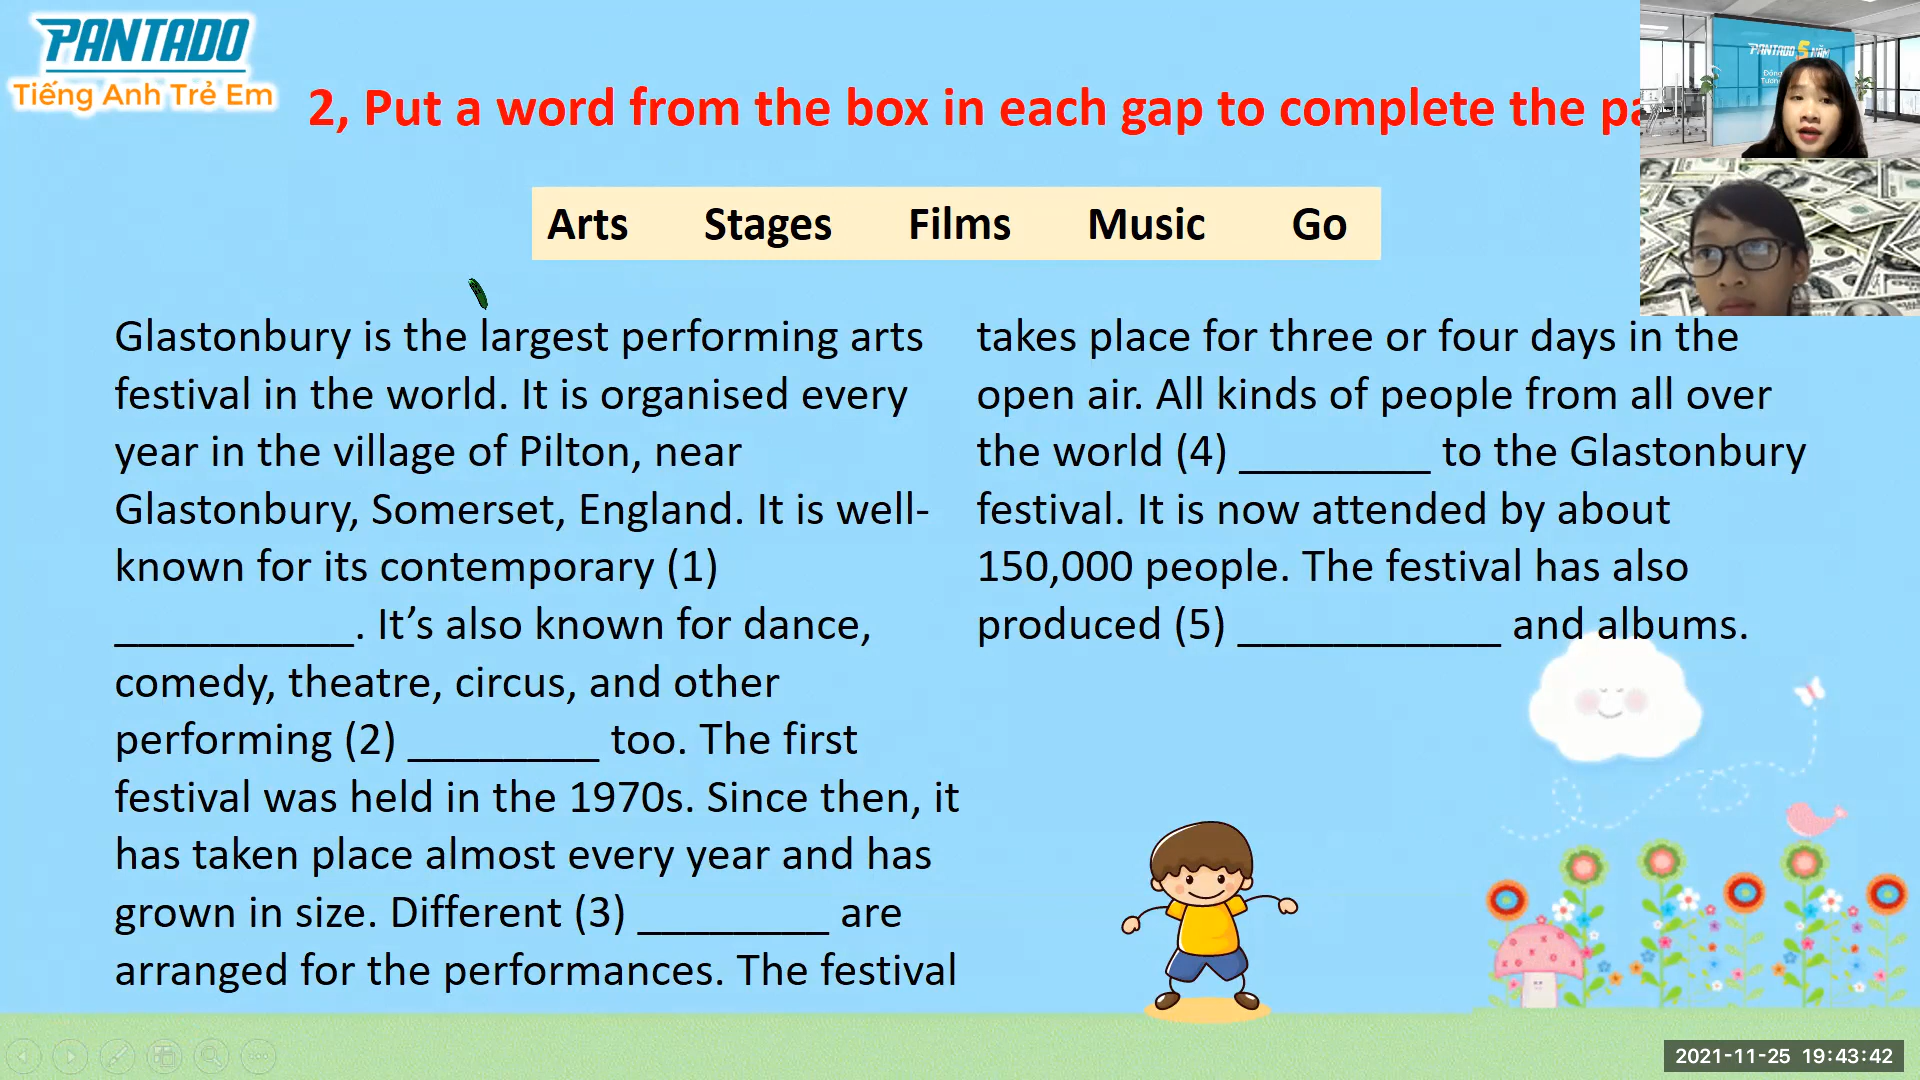 PANTADO
Tiếng Anh Trẻ Em
2, Put a word from the box in each gap to complete the pa
PANTADO 5 NĂM
Arts Stages Films Music Go
Glastonbury is the largest performing arts
festival in the world. It is organised every
year in the village of Pilton, near
Glastonbury, Somerset, England. It is well-
known for its contemporary (1)
__________. It’s also known for dance,
comedy, theatre, circus, and other
performing (2) ________ too. The first
festival was held in the 1970s. Since then, it
has taken place almost every year and has
grown in size. Different (3) ________ are
arranged for the performances. The festival
takes place for three or four days in the
open air. All kinds of people from all over
the world (4) ________ to the Glastonbury
festival. It is now attended by about
150,000 people. The festival has also
produced (5) ___________ and albums.
2021-11-25 19:43:42